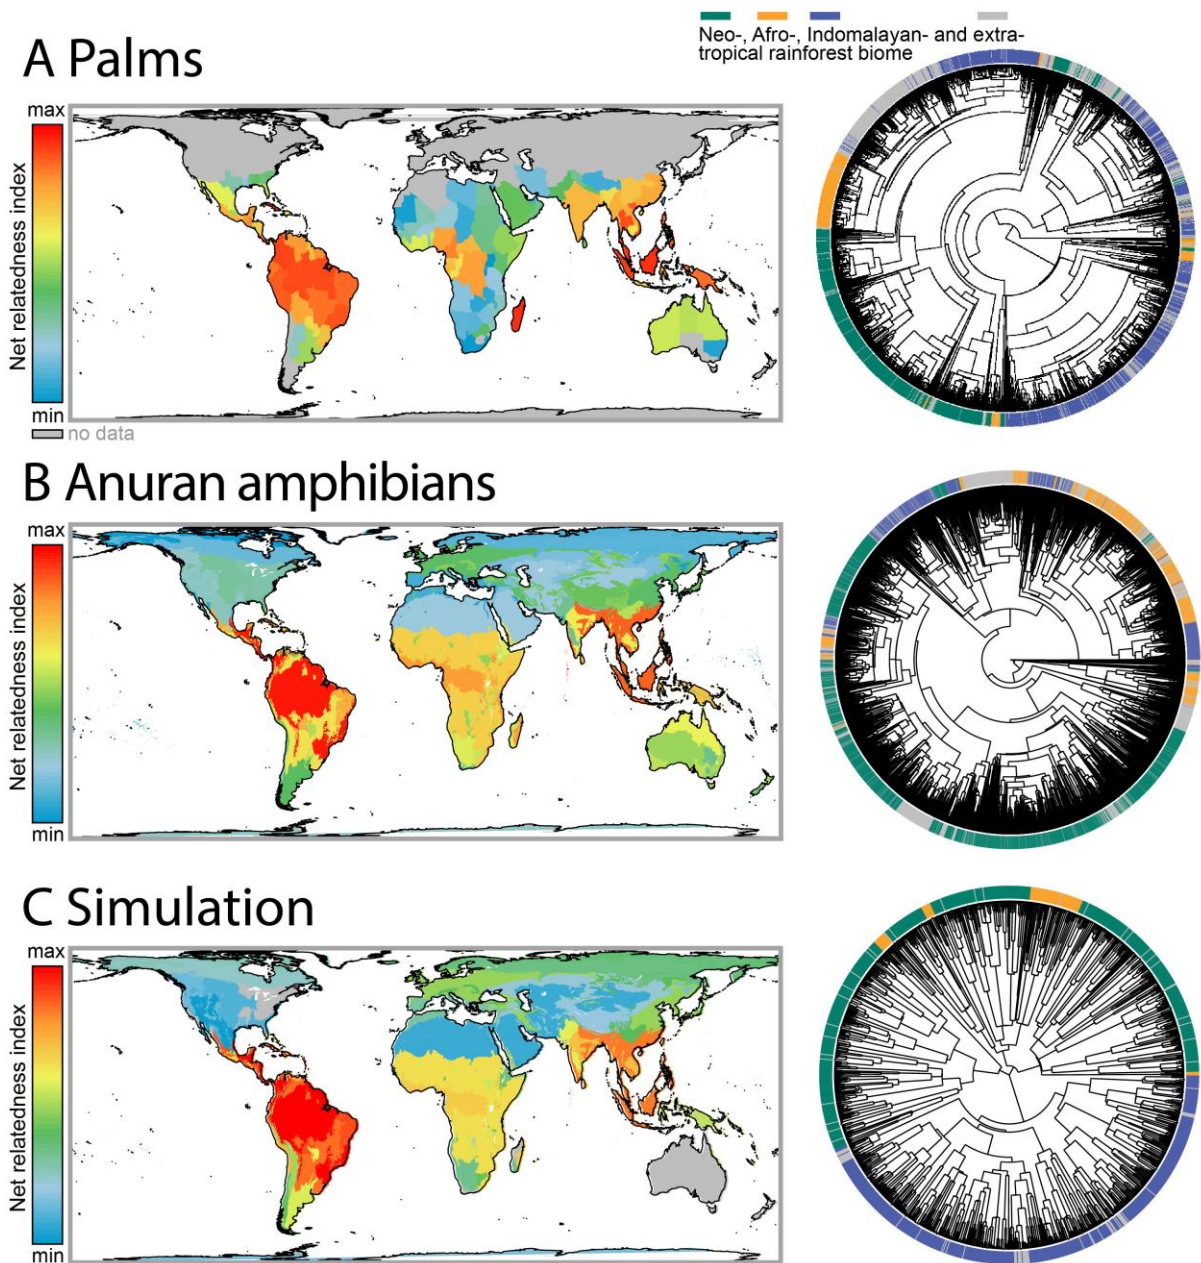 Neo-, Afro-, Indomalayan- and extra-
tropical rainforest biome
A Palms
max
Net relatedness index
min
no data
B Anuran amphibians
max
Net relatedness index
min
C Simulation
max
Net relatedness index
min